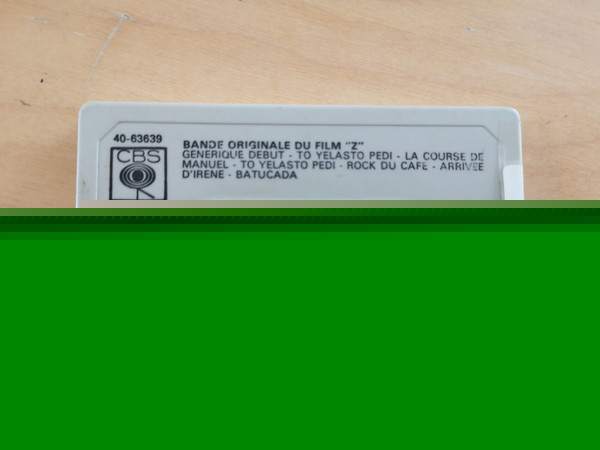 40-63639
CBS
BANDE ORIGINALE DU FILM "Z"
GENERIQUE DEBUT - TO YELASTO PEDI - LA COURSE DE
MANUEL - TO YELASTO PEDI - ROCK DU CAFE - ARRIVEE
D'IRENE - BATUCADA